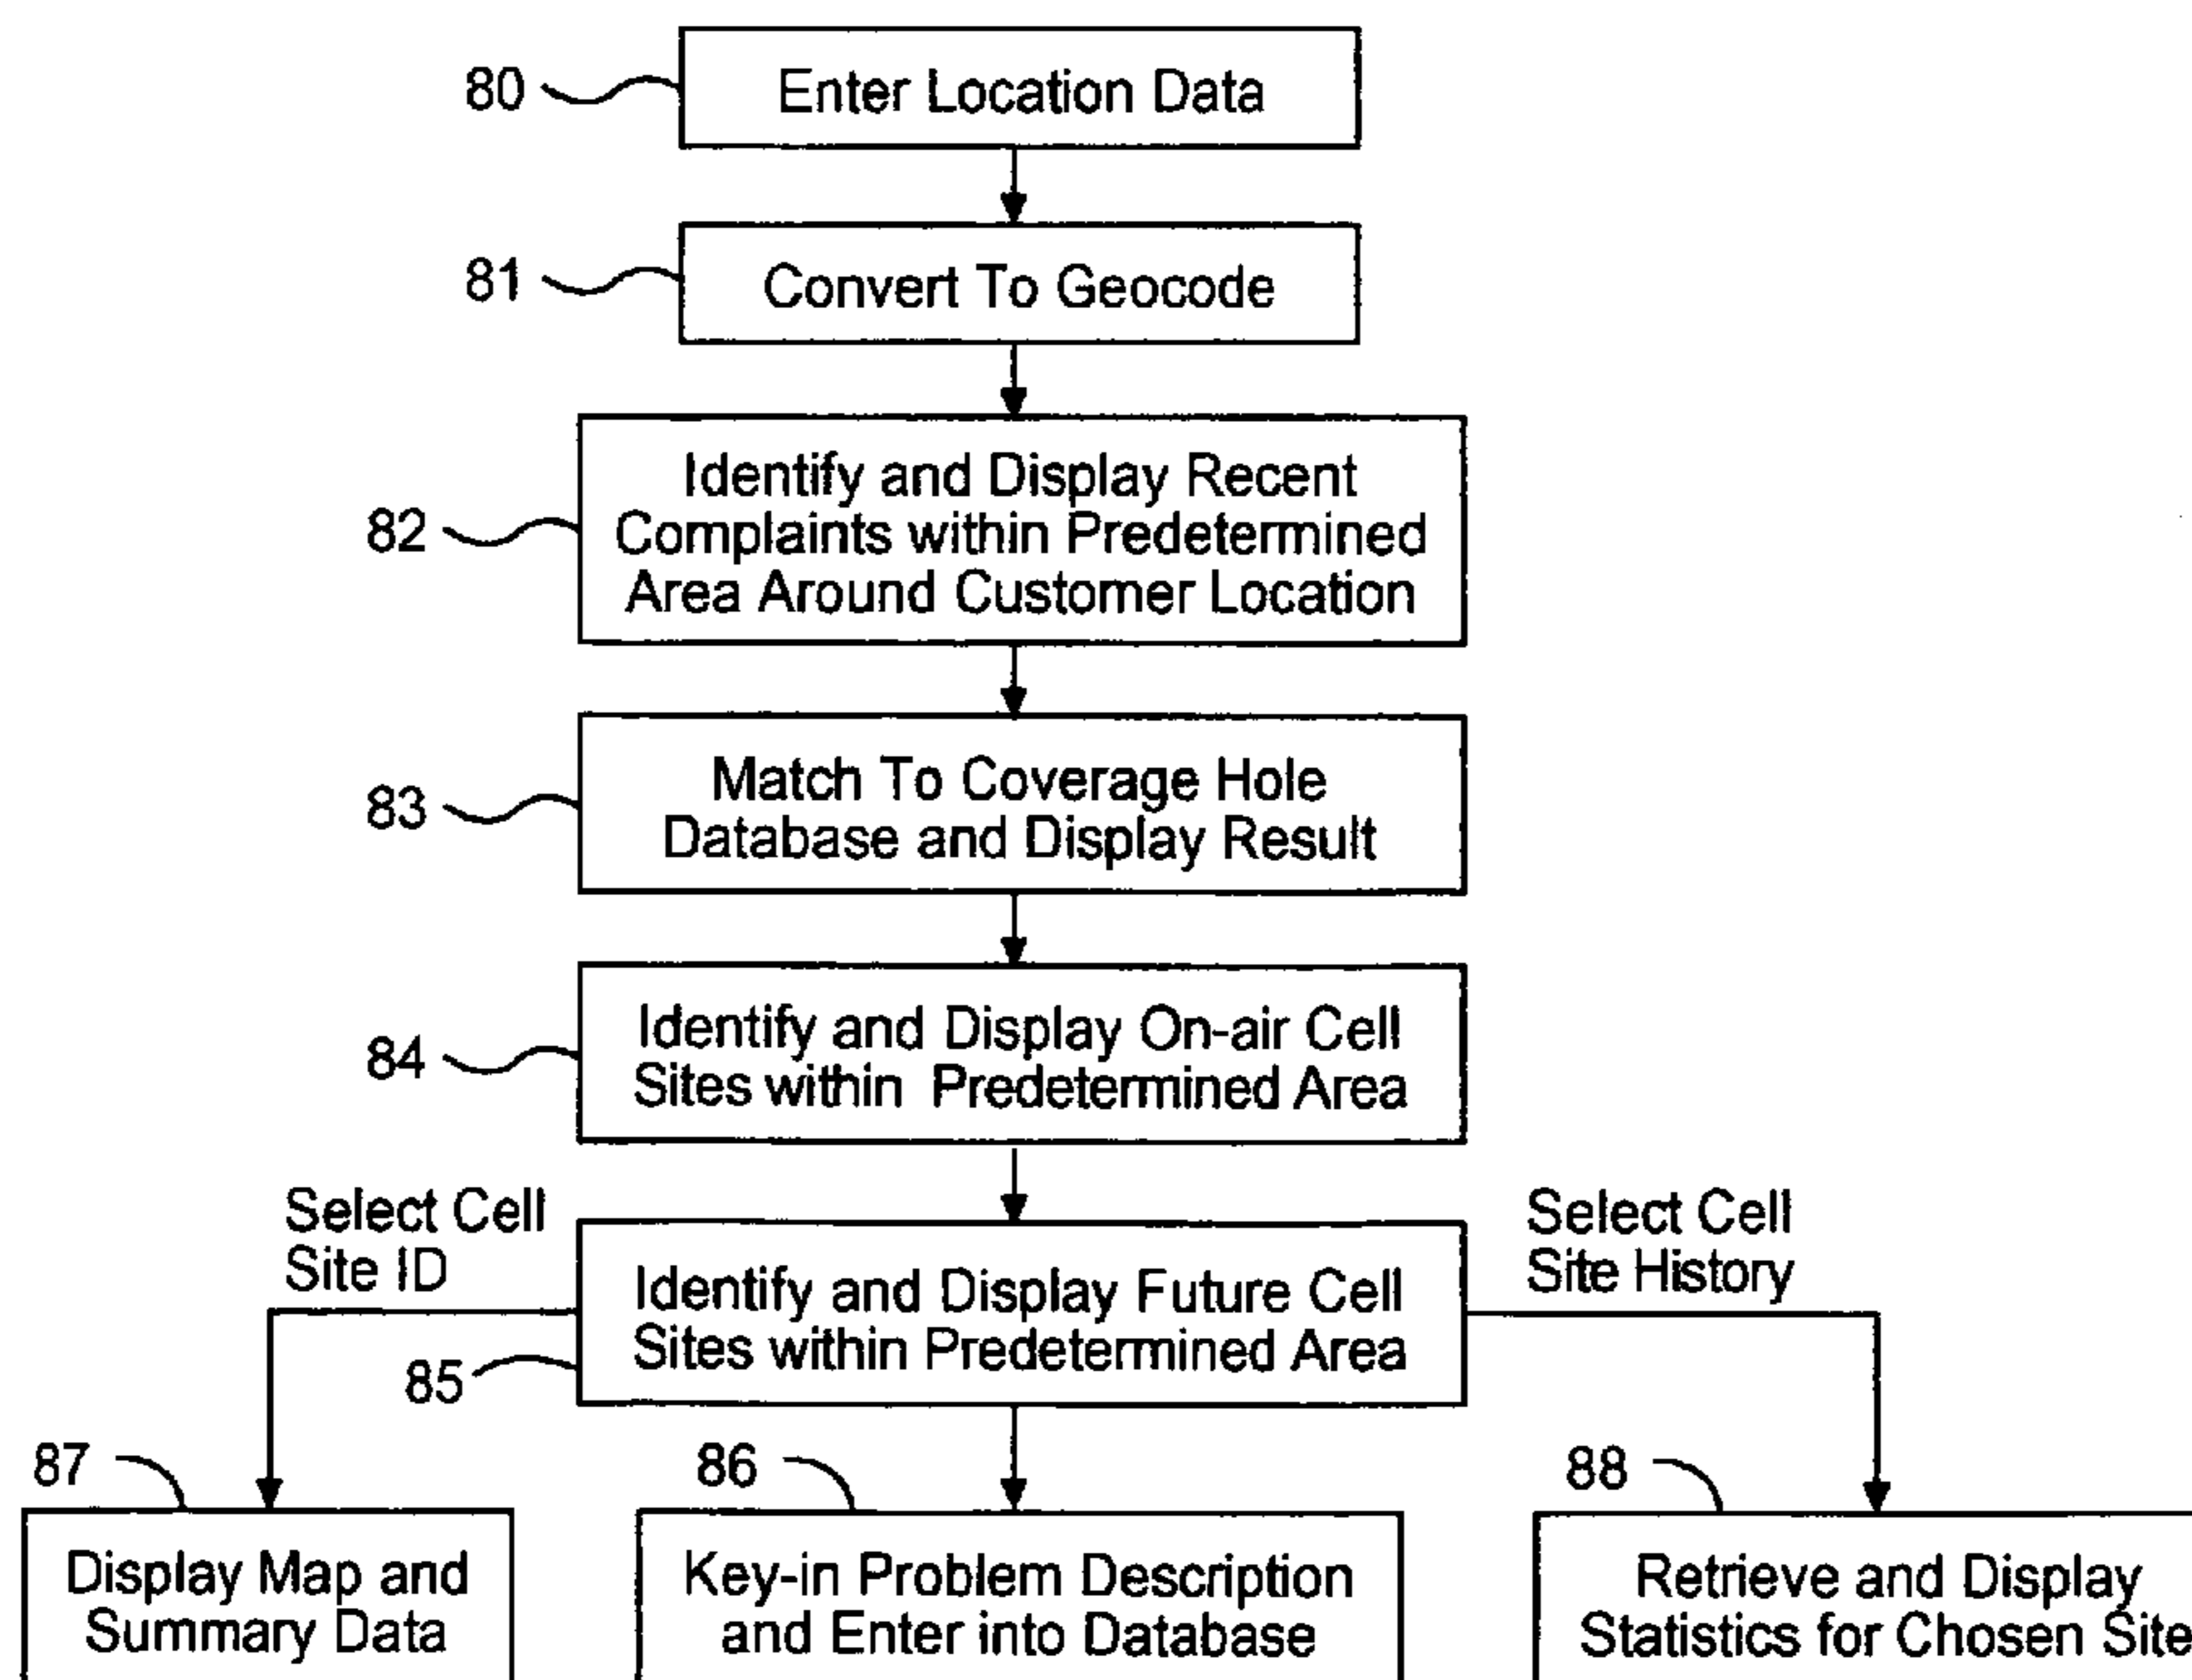 80
Enter Location Data
81
Convert To Geocode
82
Identify and Display Recent
Complaints within Predetermined
Area Around Customer Location
83
Match To Coverage Hole
Database and Display Result
84
Identify and Display On-air Cell
Sites within Predetermined Area
Select Cell
Site ID
85
Identify and Display Future Cell
Sites within Predetermined Area
Select Cell
Site History
87
Display Map and
Summary Data
86
Key-in Problem Description
and Enter into Database
88
Retrieve and Display
Statistics for Chosen Site